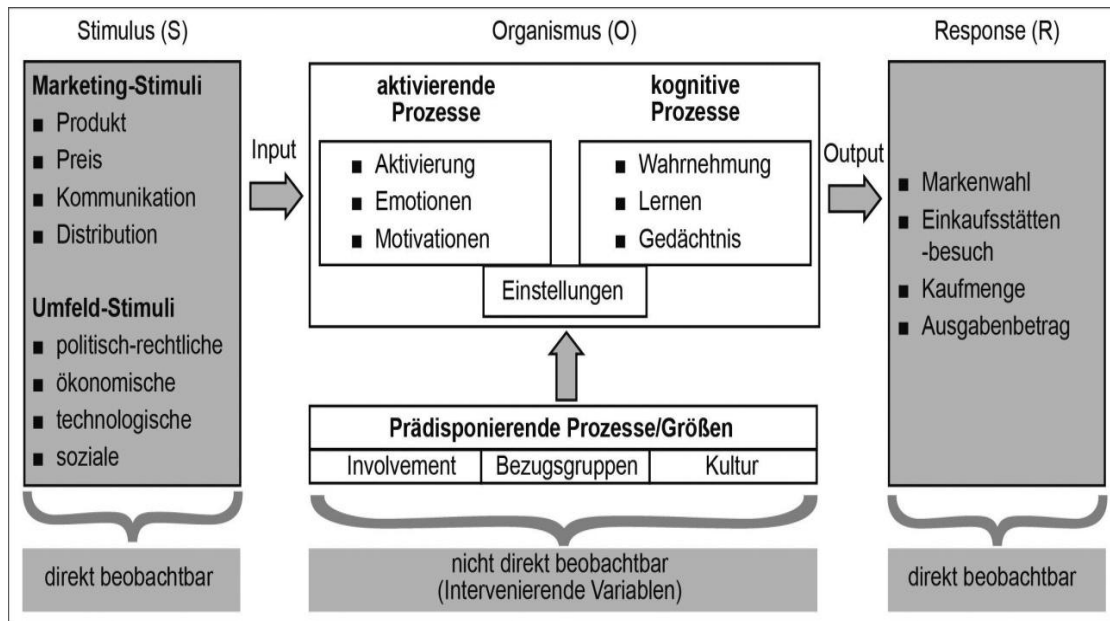 Stimulus (S)
Organismus (O)
Response (R)
Marketing-Stimuli
■ Produkt
■ Preis
■ Kommunikation
■ Distribution
Umfeld-Stimuli
■ politisch-rechtliche
■ ökonomische
■ technologische
■ soziale
Input
aktivierende
Prozesse
■ Aktivierung
■ Emotionen
■ Motivationen
kognitive
Prozesse
■ Wahrnehmung
■ Lernen
■ Gedächtnis
Einstellungen
Prädisponierende Prozesse/Größen
Involvement
Bezugsgruppen
Kultur
Output
■ Markenwahl
■ Einkaufsstätten
-besuch
■ Kaufmenge
■ Ausgabenbetrag
direkt beobachtbar
nicht direkt beobachtbar
(Intervenierende Variablen)
direkt beobachtbar